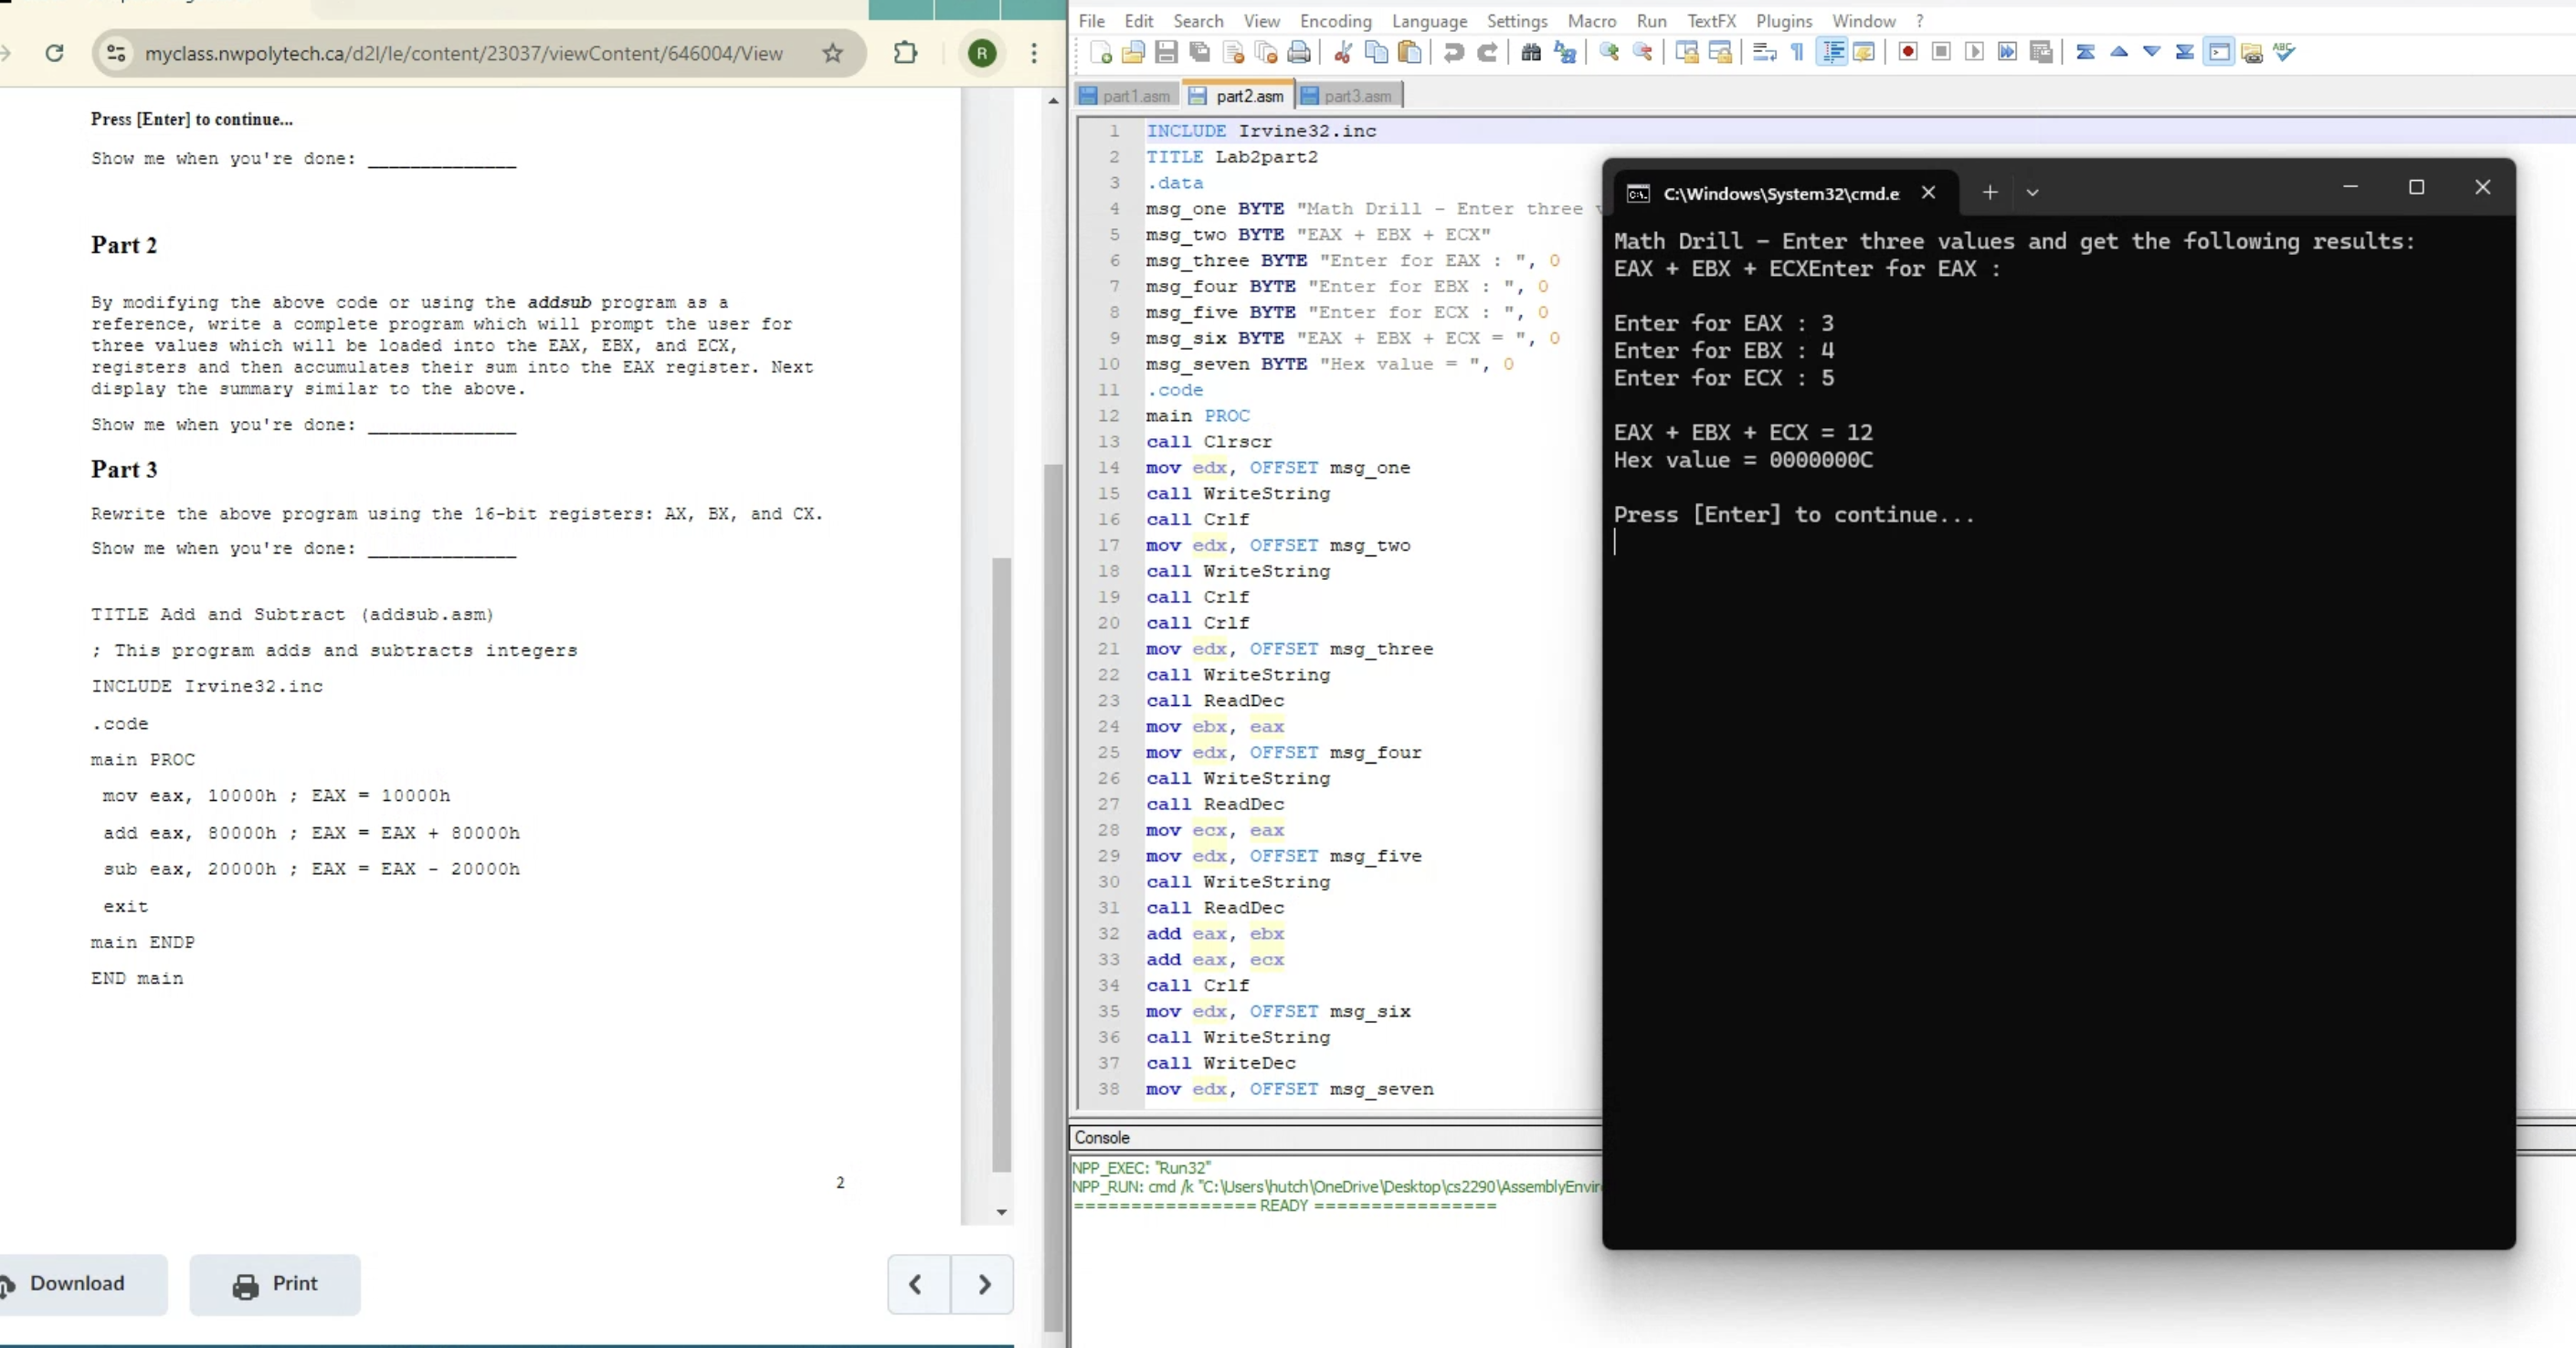 myclass.nwpolytech.ca/d2l/le/content/23037/viewContent/646004/View
R
Press [Enter] to continue...
Show me when you're done: ______________
Part 2
By modifying the above code or using the addsub program as a
reference, write a complete program which will prompt the user for
three values which will be loaded into the EAX, EBX, and ECX,
registers and then accumulates their sum into the EAX register. Next
display the summary similar to the above.
Show me when you're done: ______________
Part 3
Rewrite the above program using the 16-bit registers: AX, BX, and CX.
Show me when you're done: ______________
TITLE Add and Subtract (addsub.asm)
; This program adds and subtracts integers
INCLUDE Irvine32.inc
.code
main PROC
mov eax, 10000h ; EAX = 10000h
add eax, 80000h ; EAX = EAX + 80000h
sub eax, 20000h ; EAX = EAX - 20000h
exit
main ENDP
END main
2
Download
Print
File Edit Search View Encoding Language Settings Macro Run TextFX Plugins Window ?
part1.asm part2.asm part3.asm
1 INCLUDE Irvine32.inc
2 TITLE Lab2part2
3 .data
4 msg_one BYTE "Math Drill - Enter three
5 msg_two BYTE "EAX + EBX + ECX"
6 msg_three BYTE "Enter for EAX : ", 0
7 msg_four BYTE "Enter for EBX : ", 0
8 msg_five BYTE "Enter for ECX : ", 0
9 msg_six BYTE "EAX + EBX + ECX = ", 0
10 msg_seven BYTE "Hex value = ", 0
11 .code
12 main PROC
13 call Clrscr
14 mov edx, OFFSET msg_one
15 call WriteString
16 call Crlf
17 mov edx, OFFSET msg_two
18 call WriteString
19 call Crlf
20 call Crlf
21 mov edx, OFFSET msg_three
22 call WriteString
23 call ReadDec
24 mov ebx, eax
25 mov edx, OFFSET msg_four
26 call WriteString
27 call ReadDec
28 mov ecx, eax
29 mov edx, OFFSET msg_five
30 call WriteString
31 call ReadDec
32 add eax, ebx
33 add eax, ecx
34 call Crlf
35 mov edx, OFFSET msg_six
36 call WriteString
37 call WriteDec
38 mov edx, OFFSET msg_seven
Console
NPP_EXEC: "Run32"
NPP_RUN: cmd /k "C:\Users\hutch\OneDrive\Desktop\cs2290\AssemblyEnvir
================ READY ================
C:\Windows\System32\cmd.e
Math Drill - Enter three values and get the following results:
EAX + EBX + ECXEnter for EAX :
Enter for EAX : 3
Enter for EBX : 4
Enter for ECX : 5
EAX + EBX + ECX = 12
Hex value = 0000000C
Press [Enter] to continue...